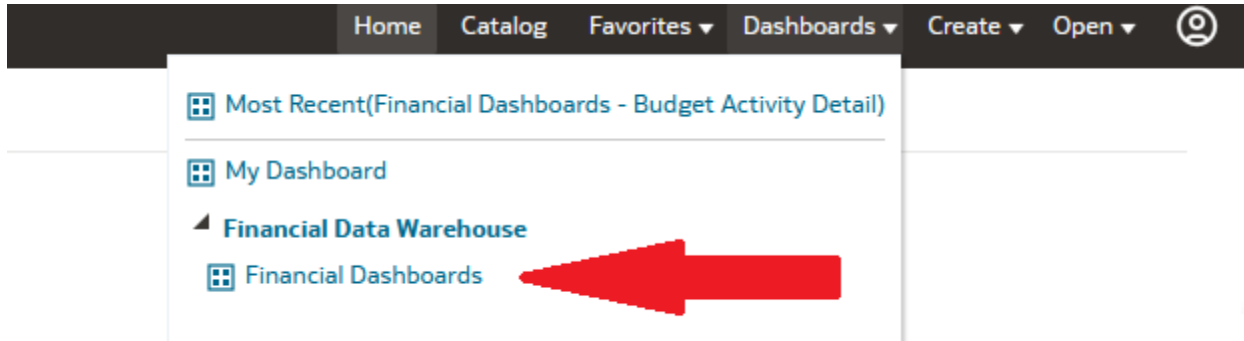 Home Catalog Favorites Dashboards Create Open
Most Recent(Financial Dashboards - Budget Activity Detail)
My Dashboard
Financial Data Warehouse
Financial Dashboards